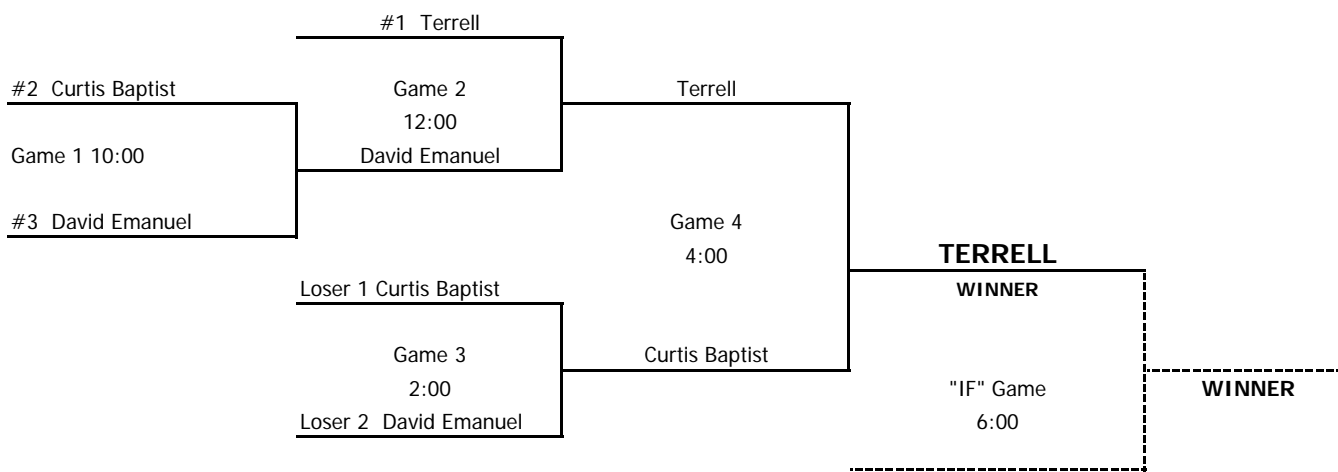 #1 Terrell
#2 Curtis Baptist
Game 2
Terrell
12:00
Game 1 10:00
David Emanuel
#3 David Emanuel
Game 4
4:00
TERRELL
Loser 1 Curtis Baptist
WINNER
Game 3
Curtis Baptist
2:00
"IF" Game
WINNER
Loser 2 David Emanuel
6:00